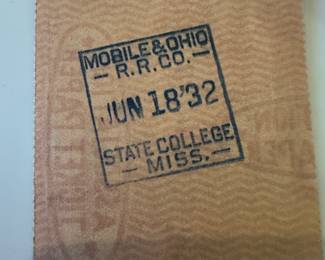 MOBILE & OHIO
— R.R. CO. —
JUN 18 '32
STATE COLLEGE
— MISS. —